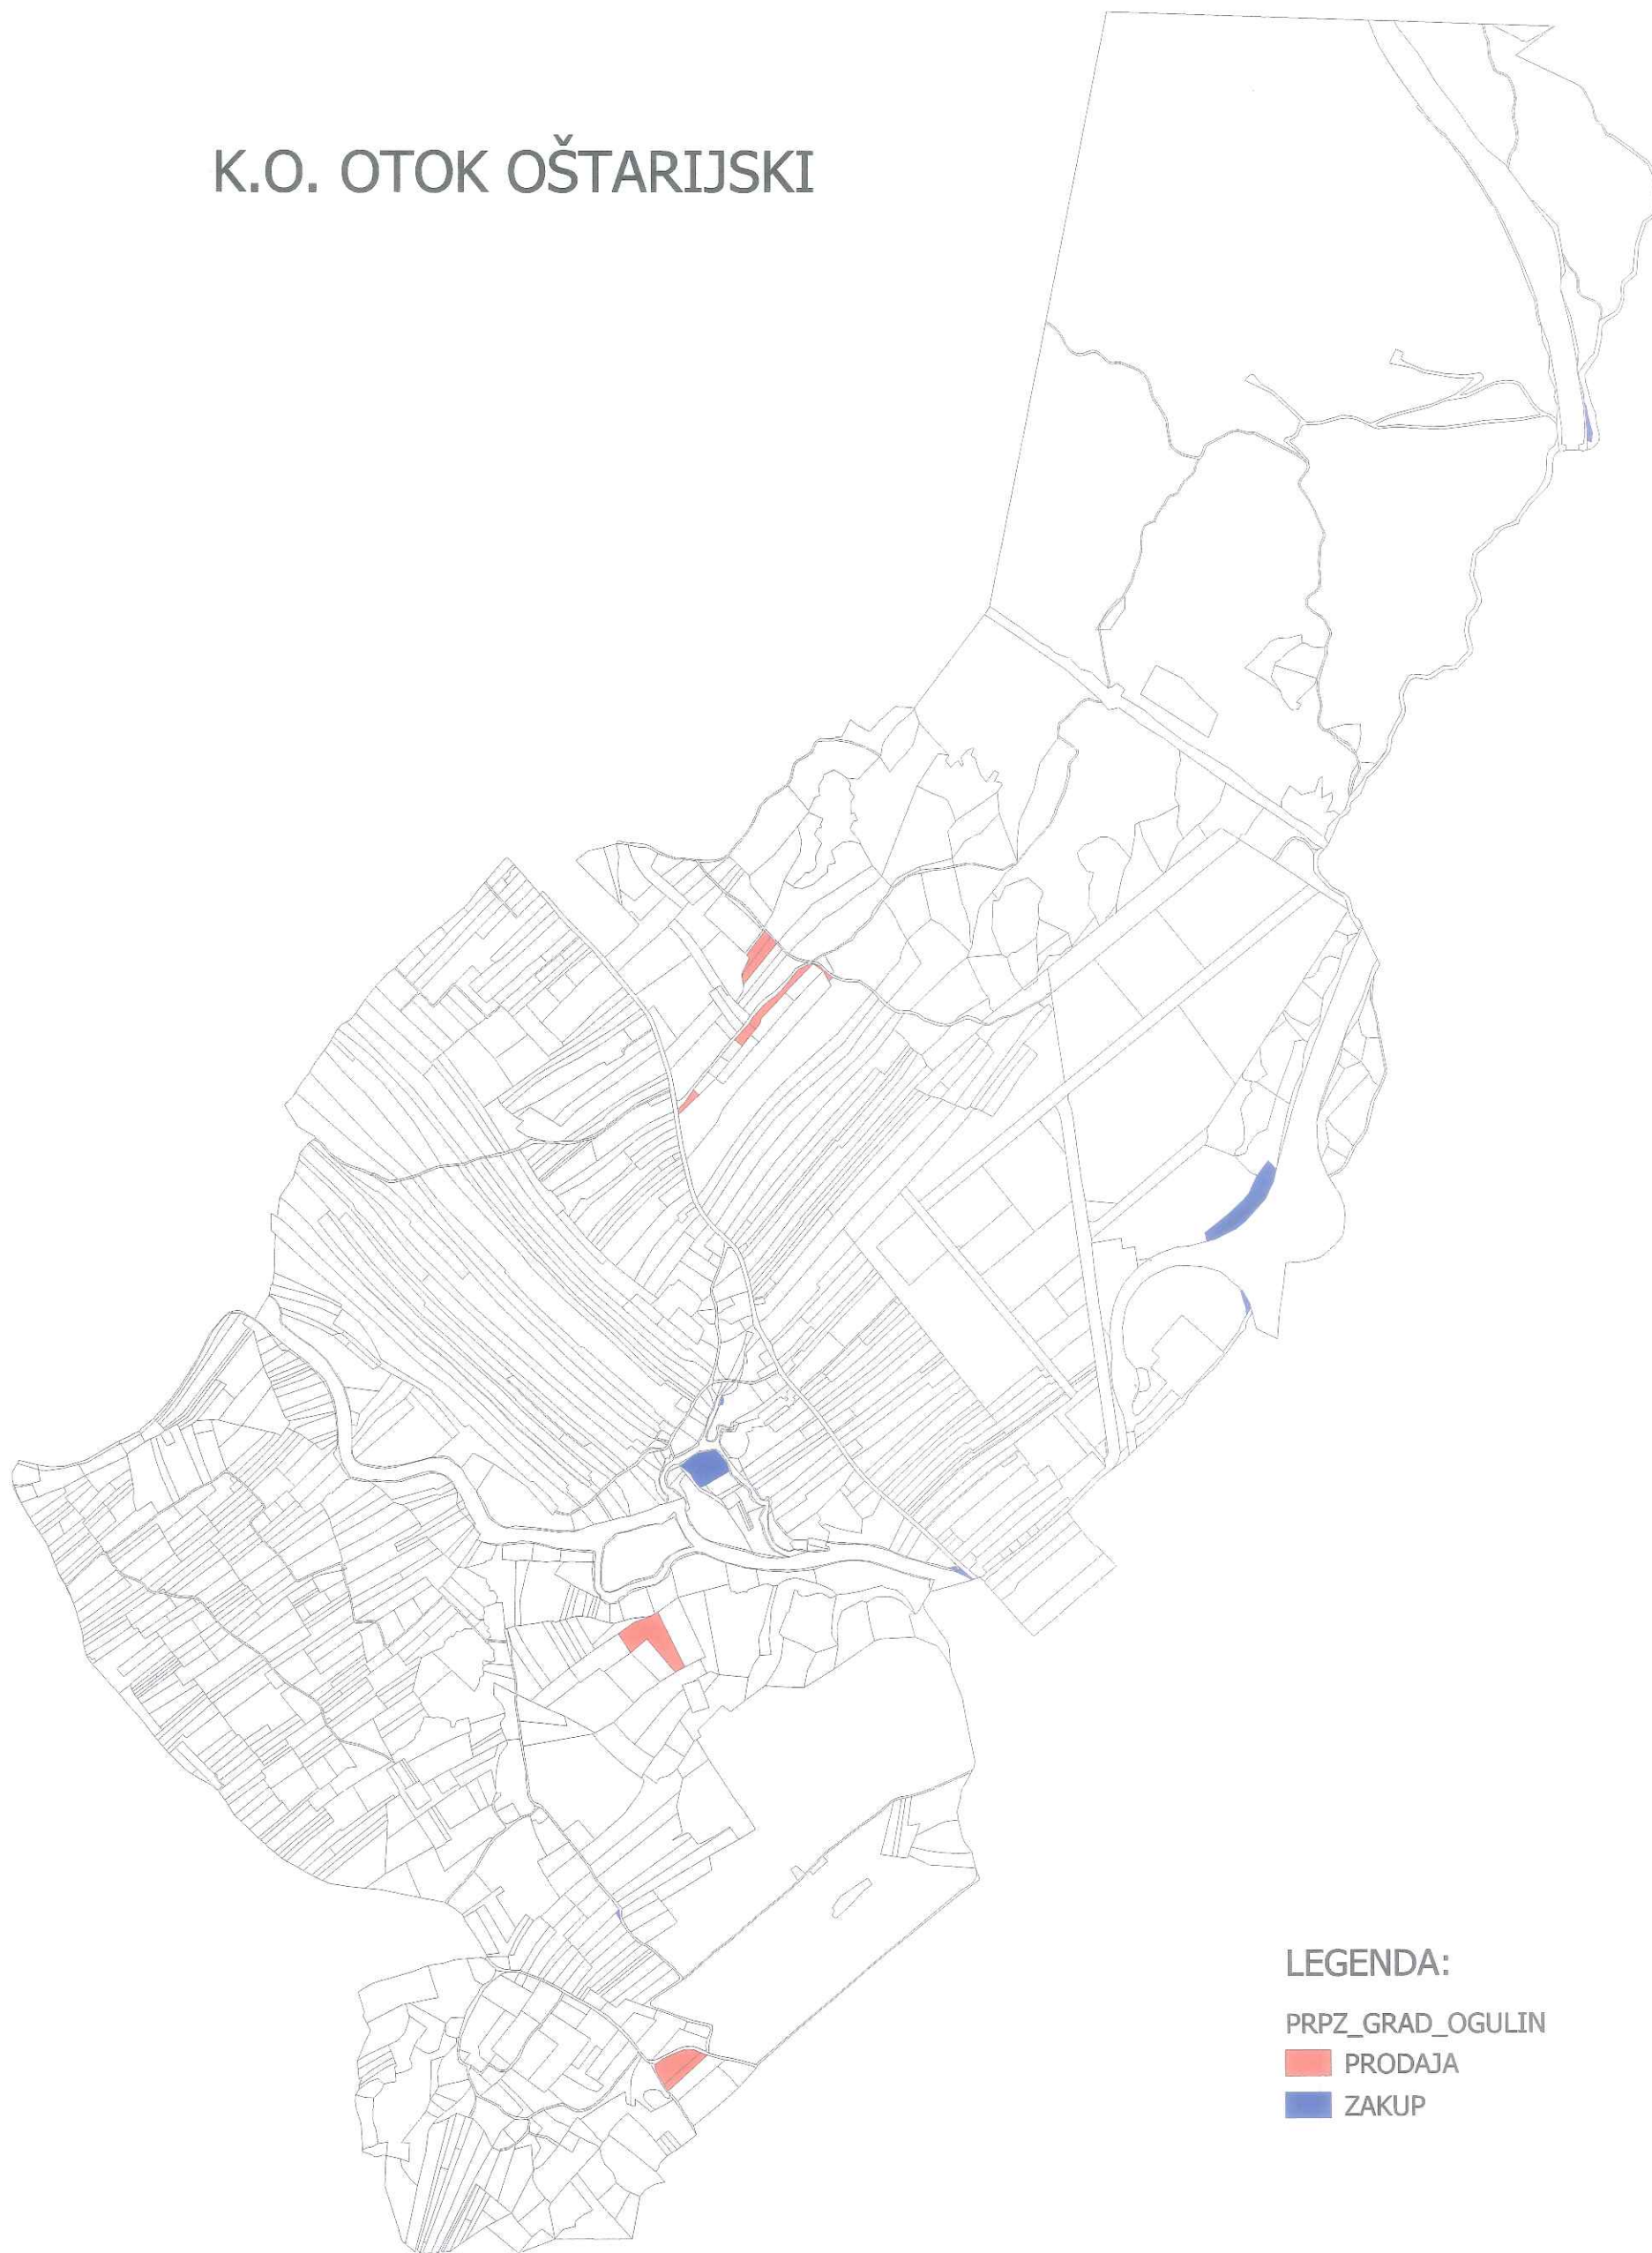 K.O. OTOK OŠTARIJSKI
LEGENDA:
PRPZ_GRAD_OGULIN
PRODAJA
ZAKUP